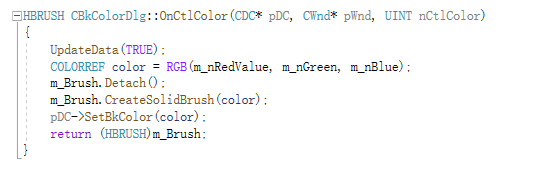 HBRUSH CBkColorDlg::OnCtlColor(CDC* pDC, CWnd* pWnd, UINT nCtlColor)
{
UpdateData(TRUE);
COLORREF color = RGB(m_nRedValue, m_nGreen, m_nBlue);
m_Brush.Detach();
m_Brush.CreateSolidBrush(color);
pDC->SetBkColor(color);
return (HBRUSH)m_Brush;
}